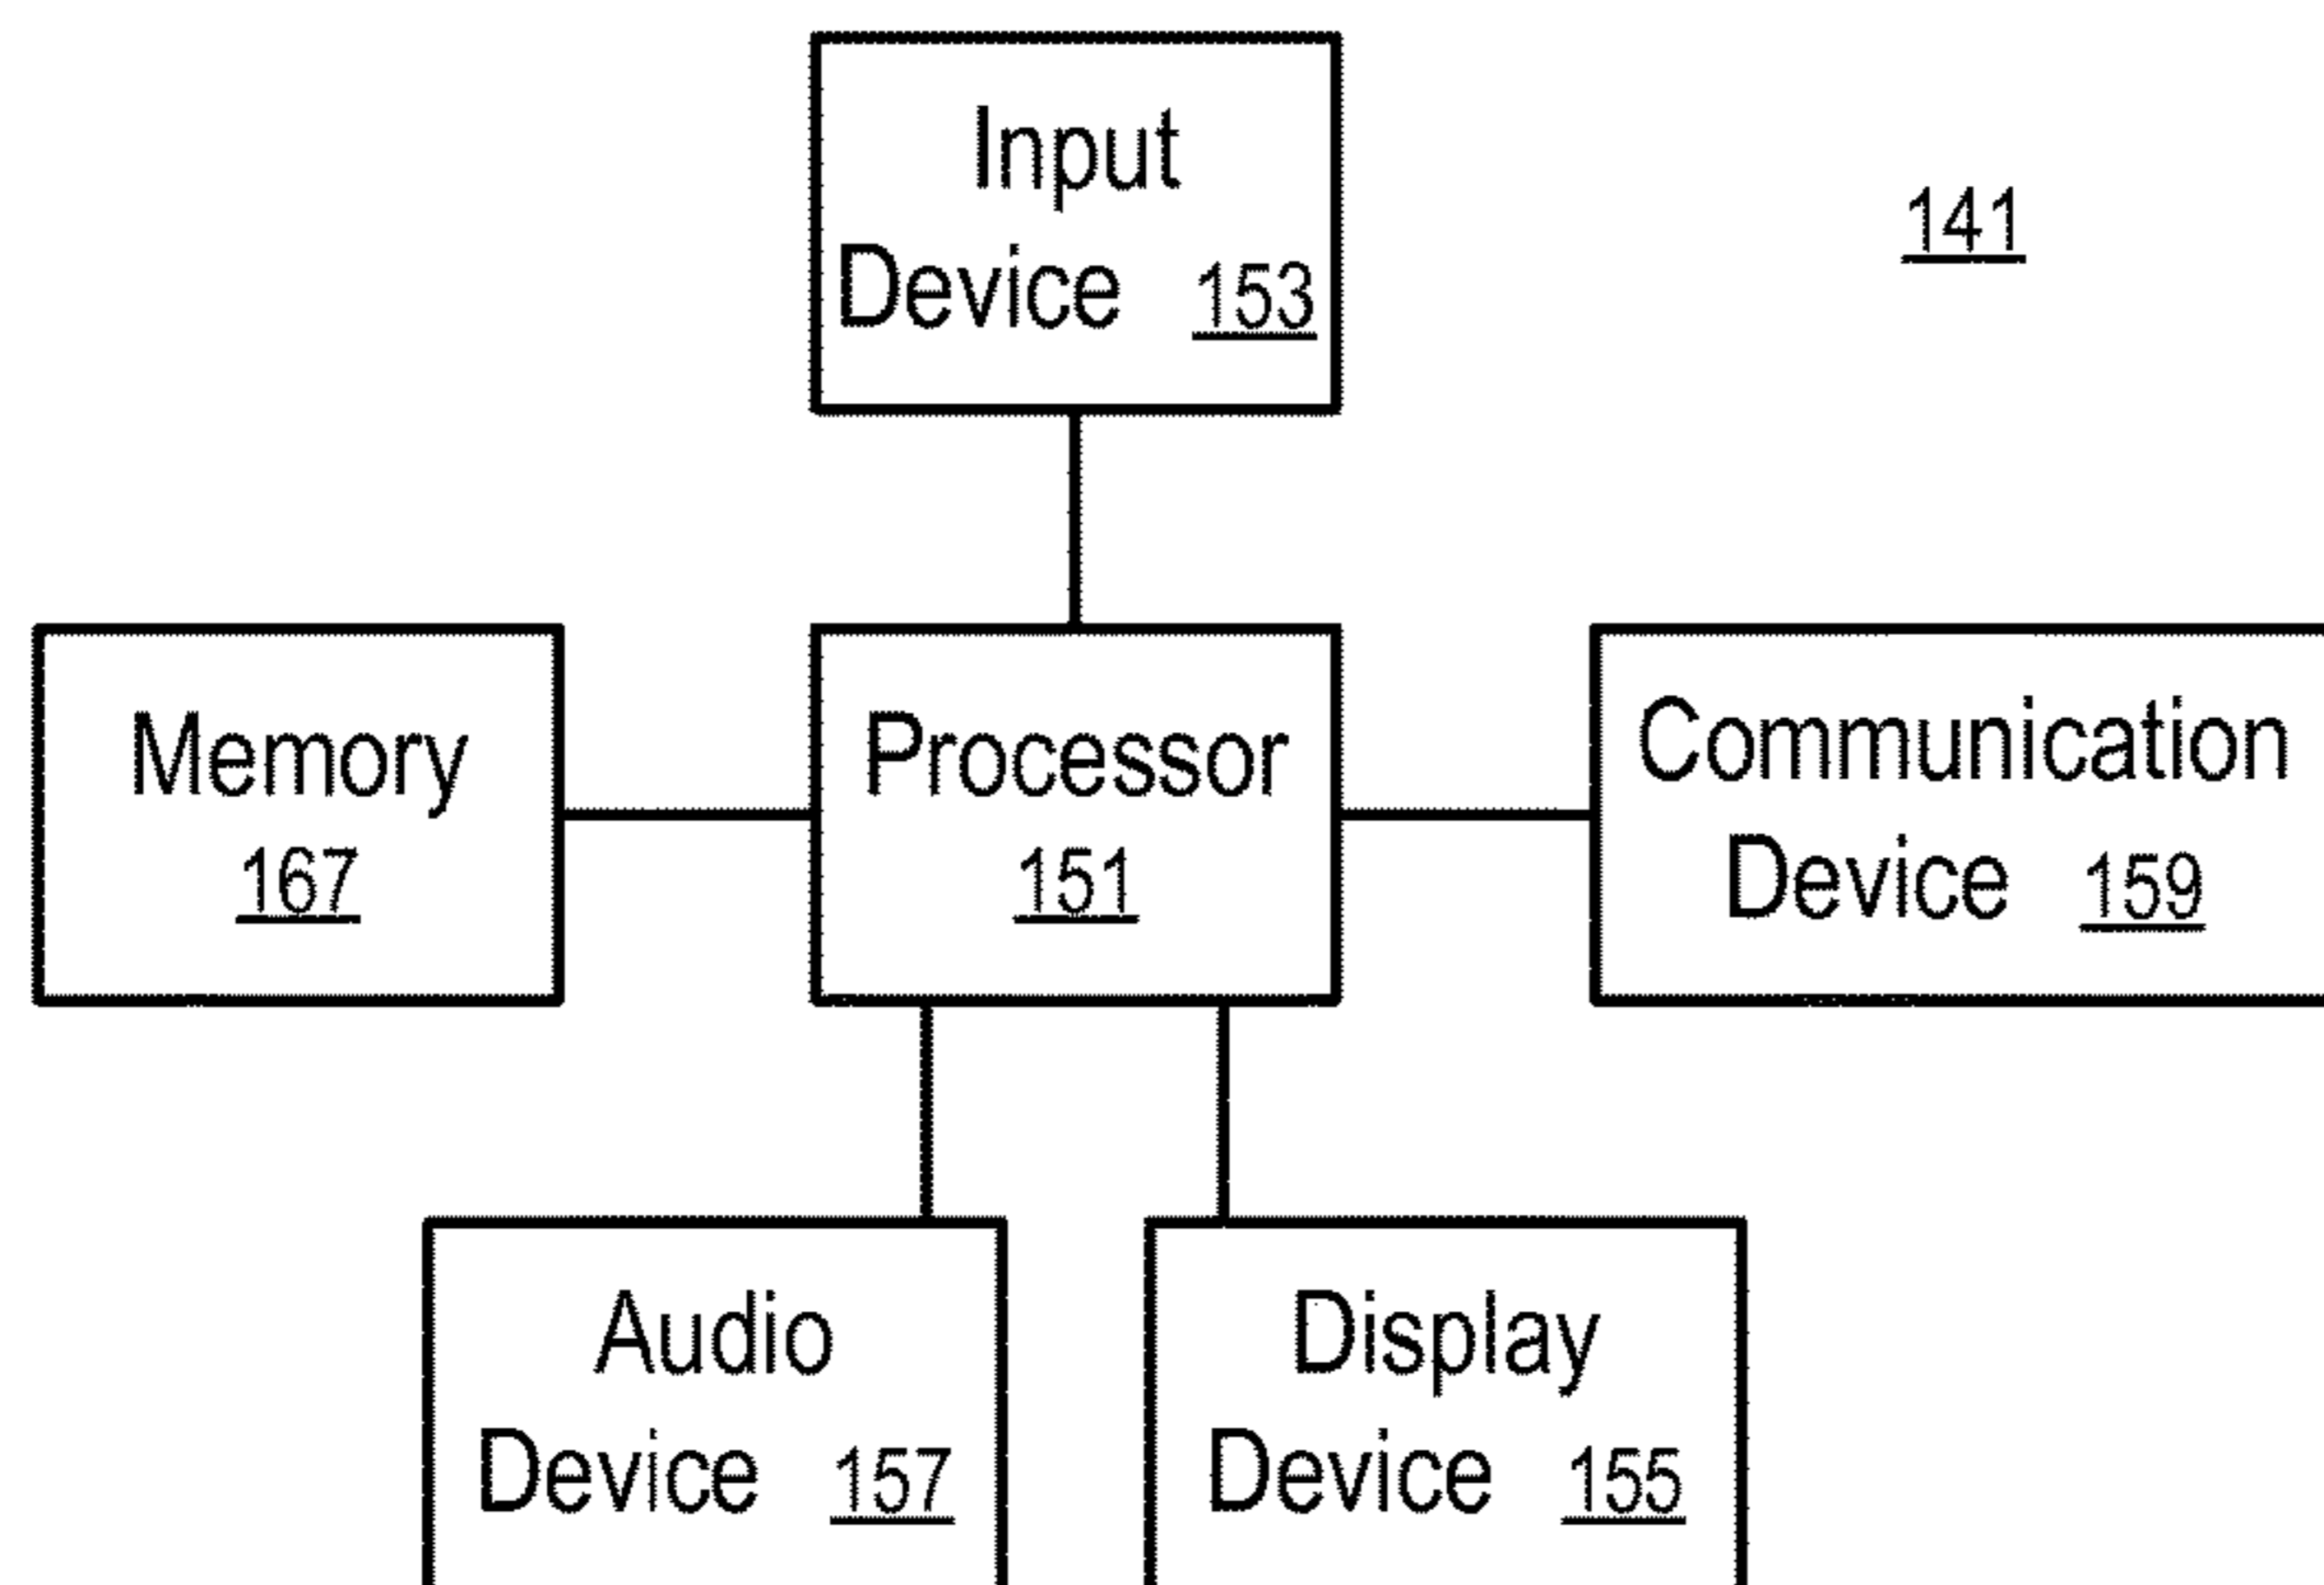 Input
Device 153
141
Memory
167
Processor
151
Communication
Device 159
Audio
Device 157
Display
Device 155